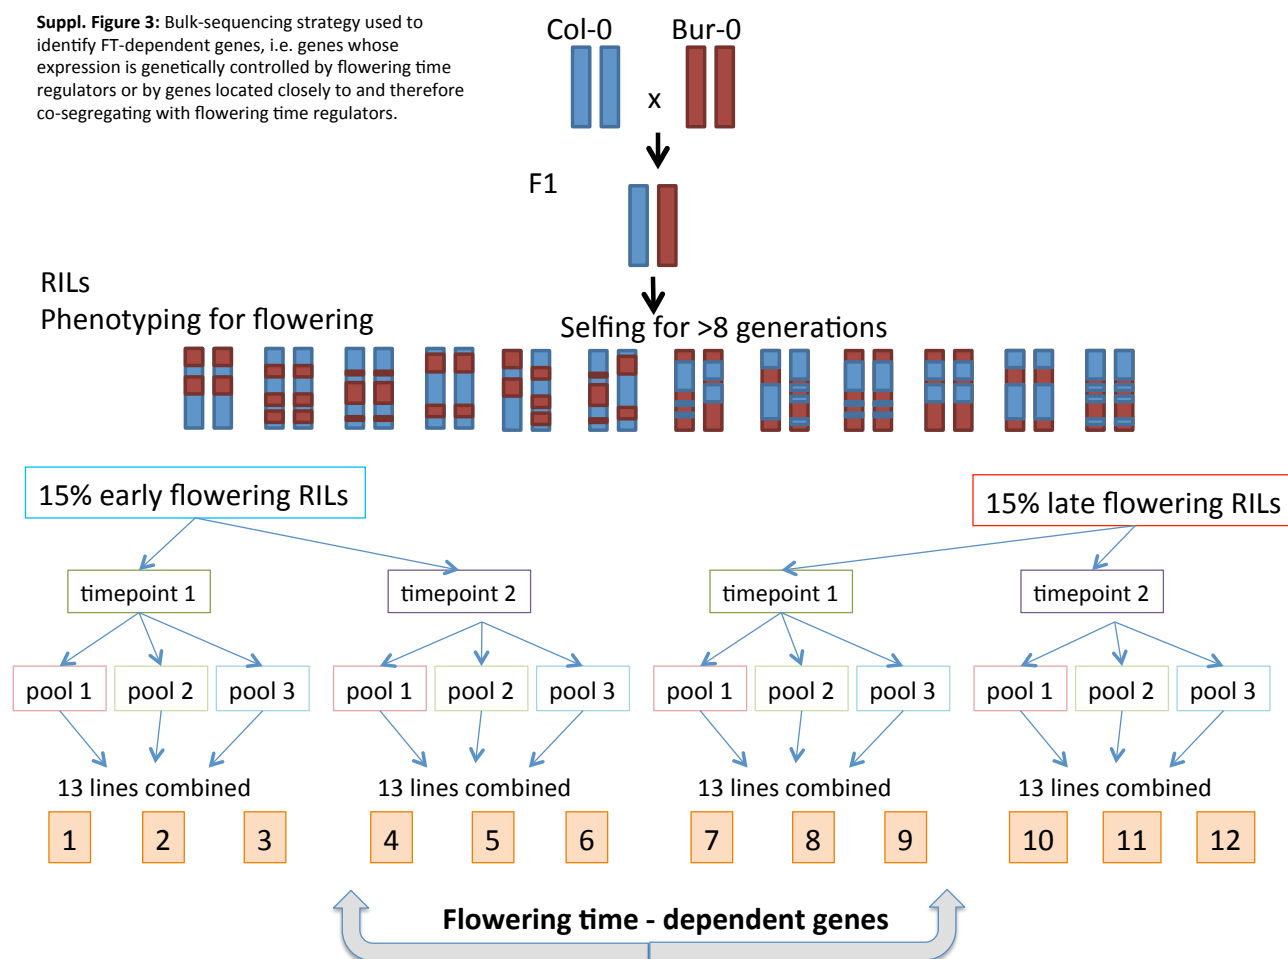 Suppl. Figure 3: Bulk-sequencing strategy used to
identify FT-dependent genes, i.e. genes whose
expression is genetically controlled by flowering time
regulators or by genes located closely to and therefore
co-segregating with flowering time regulators.
Col-0 Bur-0
x
F1
RILs
Phenotyping for flowering
Selfing for >8 generations
15% early flowering RILs
15% late flowering RILs
timepoint 1 timepoint 2 timepoint 1 timepoint 2
pool 1 pool 2 pool 3 pool 1 pool 2 pool 3 pool 1 pool 2 pool 3 pool 1 pool 2 pool 3
13 lines combined 13 lines combined 13 lines combined 13 lines combined
1 2 3 4 5 6 7 8 9 10 11 12
Flowering time - dependent genes